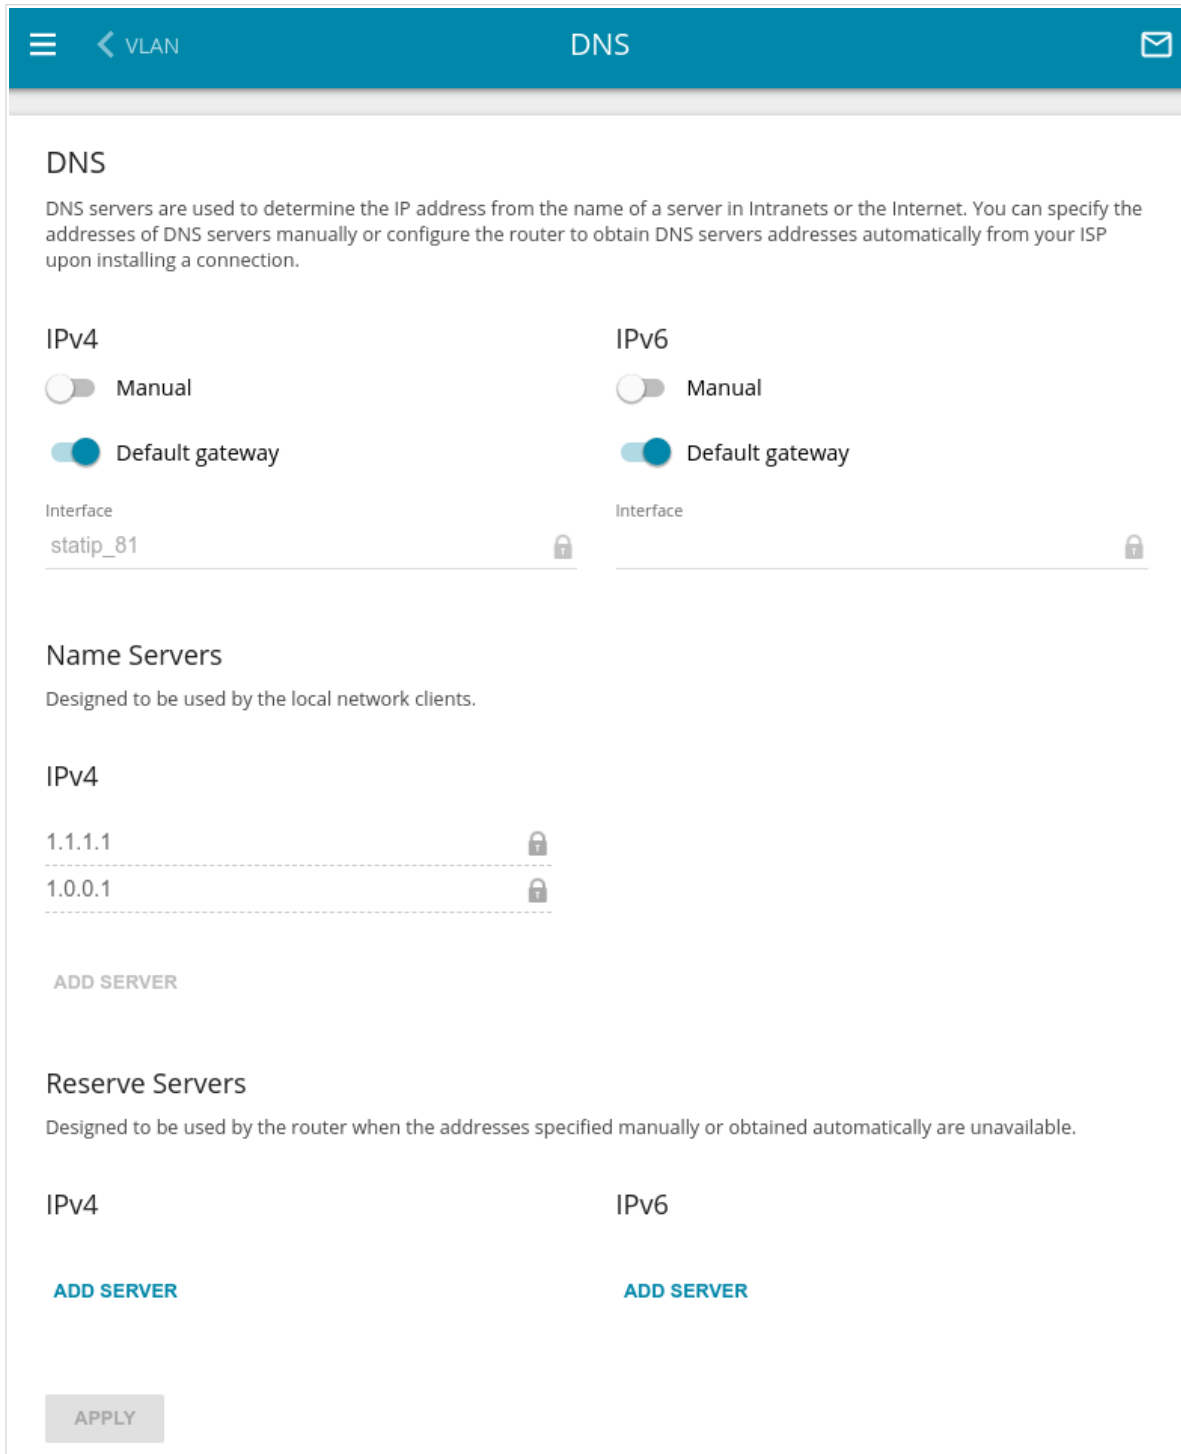 VLAN
DNS
DNS
DNS servers are used to determine the IP address from the name of a server in Intranets or the Internet. You can specify the
addresses of DNS servers manually or configure the router to obtain DNS servers addresses automatically from your ISP
upon installing a connection.
IPv4
IPv6
Manual
Manual
Default gateway
Default gateway
Interface
Interface
statip_81
Name Servers
Designed to be used by the local network clients.
IPv4
1.1.1.1
1.0.0.1
ADD SERVER
Reserve Servers
Designed to be used by the router when the addresses specified manually or obtained automatically are unavailable.
IPv4
IPv6
ADD SERVER
ADD SERVER
APPLY